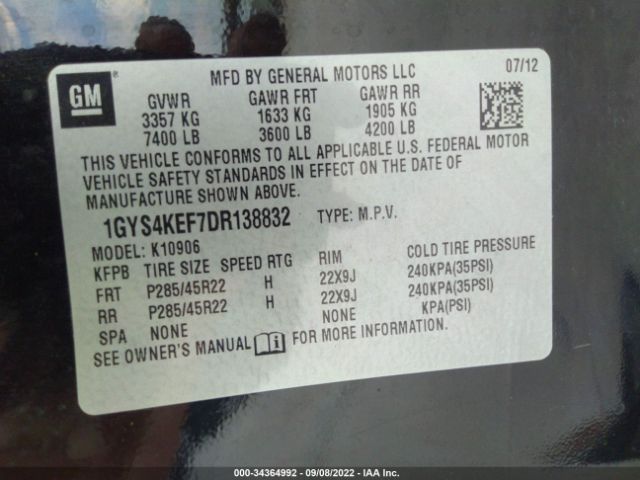 GM
MFD BY GENERAL MOTORS LLC 07/12
GVWR GAWR FRT GAWR RR
3357 KG 1633 KG 1905 KG
7400 LB 3600 LB 4200 LB
THIS VEHICLE CONFORMS TO ALL APPLICABLE U.S. FEDERAL MOTOR
VEHICLE SAFETY STANDARDS IN EFFECT ON THE DATE OF
MANUFACTURE SHOWN ABOVE.
1GYS4KEF7DR138832 TYPE: M.P.V.
MODEL: K10906
KFPB TIRE SIZE SPEED RTG RIM COLD TIRE PRESSURE
FRT P285/45R22 H 22X9J 240KPA(35PSI)
RR P285/45R22 H 22X9J 240KPA(35PSI)
SPA NONE NONE KPA(PSI)
SEE OWNER'S MANUAL i FOR MORE INFORMATION.
000-34364992 - 09/08/2022 - IAA Inc.